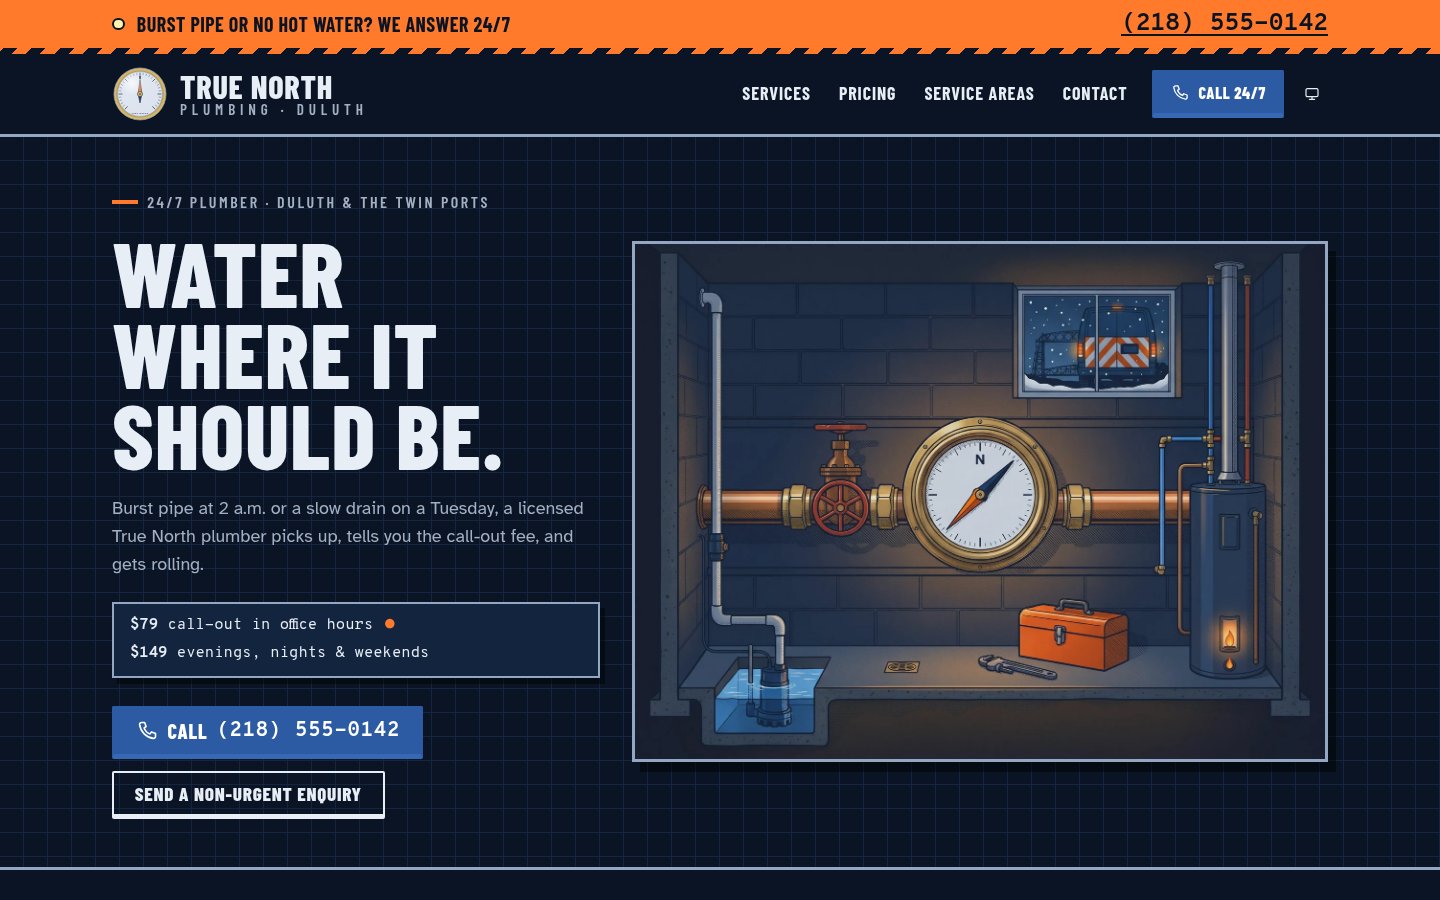 BURST PIPE OR NO HOT WATER? WE ANSWER 24/7
(218) 555-0142
TRUE NORTH
PLUMBING · DULUTH
SERVICES
PRICING
SERVICE AREAS
CONTACT
CALL 24/7
24/7 PLUMBER · DULUTH & THE TWIN PORTS
WATER
WHERE IT
SHOULD BE.
Burst pipe at 2 a.m. or a slow drain on a Tuesday, a licensed
True North plumber picks up, tells you the call-out fee, and
gets rolling.
$79 call-out in office hours
$149 evenings, nights & weekends
CALL (218) 555-0142
SEND A NON-URGENT ENQUIRY
N